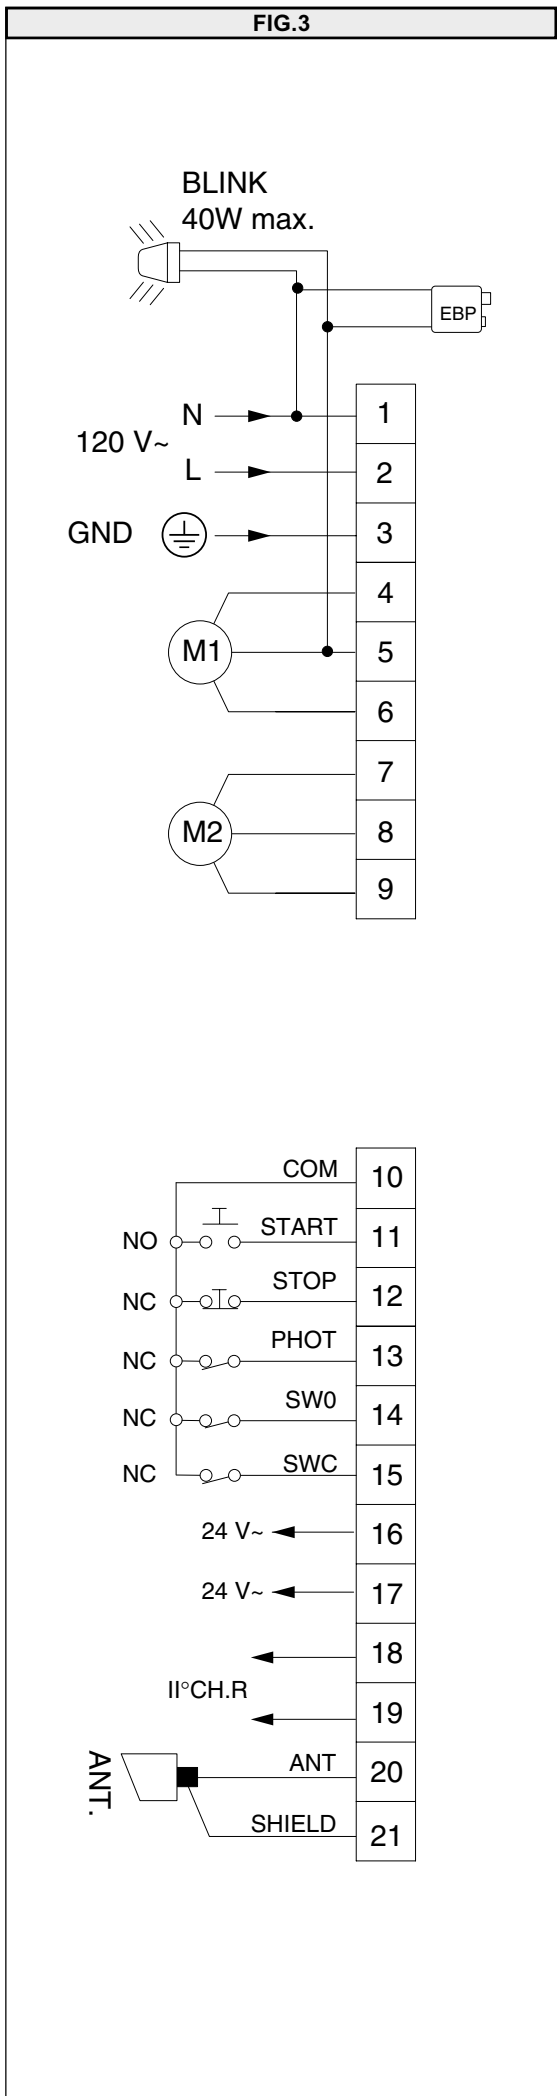 FIG.3
BLINK
40W max.
EBP
N
1
120 V~
L
2
GND
3
4
M1
5
6
7
M2
8
9
COM
10
NO
START
11
NC
STOP
12
NC
PHOT
13
NC
SW0
14
NC
SWC
15
24 V~
16
24 V~
17
18
II°CH.R
19
ANT.
ANT
20
SHIELD
21